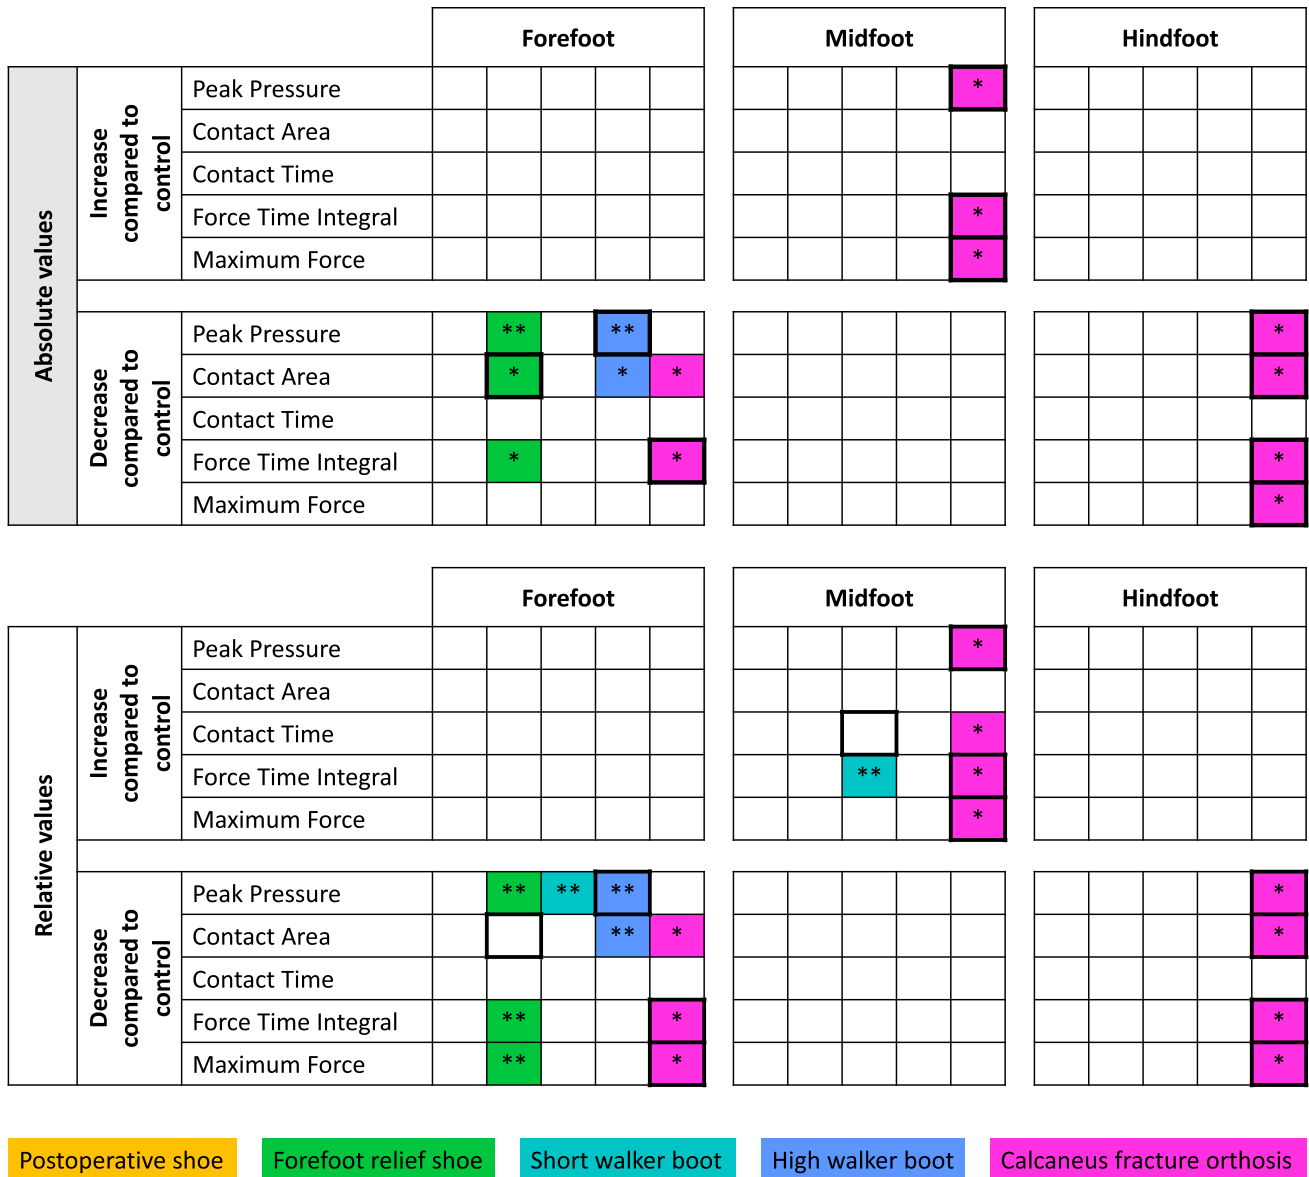 Forefoot Midfoot Hindfoot
Absolute values
Increase
compared to
control
Peak Pressure *
Contact Area
Contact Time
Force Time Integral *
Maximum Force *
Decrease
compared to
control
Peak Pressure ** ** *
Contact Area * * * *
Contact Time
Force Time Integral * * *
Maximum Force *
Forefoot Midfoot Hindfoot
Relative values
Increase
compared to
control
Peak Pressure *
Contact Area
Contact Time *
Force Time Integral ** *
Maximum Force *
Decrease
compared to
control
Peak Pressure ** ** ** *
Contact Area ** * *
Contact Time
Force Time Integral ** * *
Maximum Force ** * *
Postoperative shoe Forefoot relief shoe Short walker boot High walker boot Calcaneus fracture orthosis